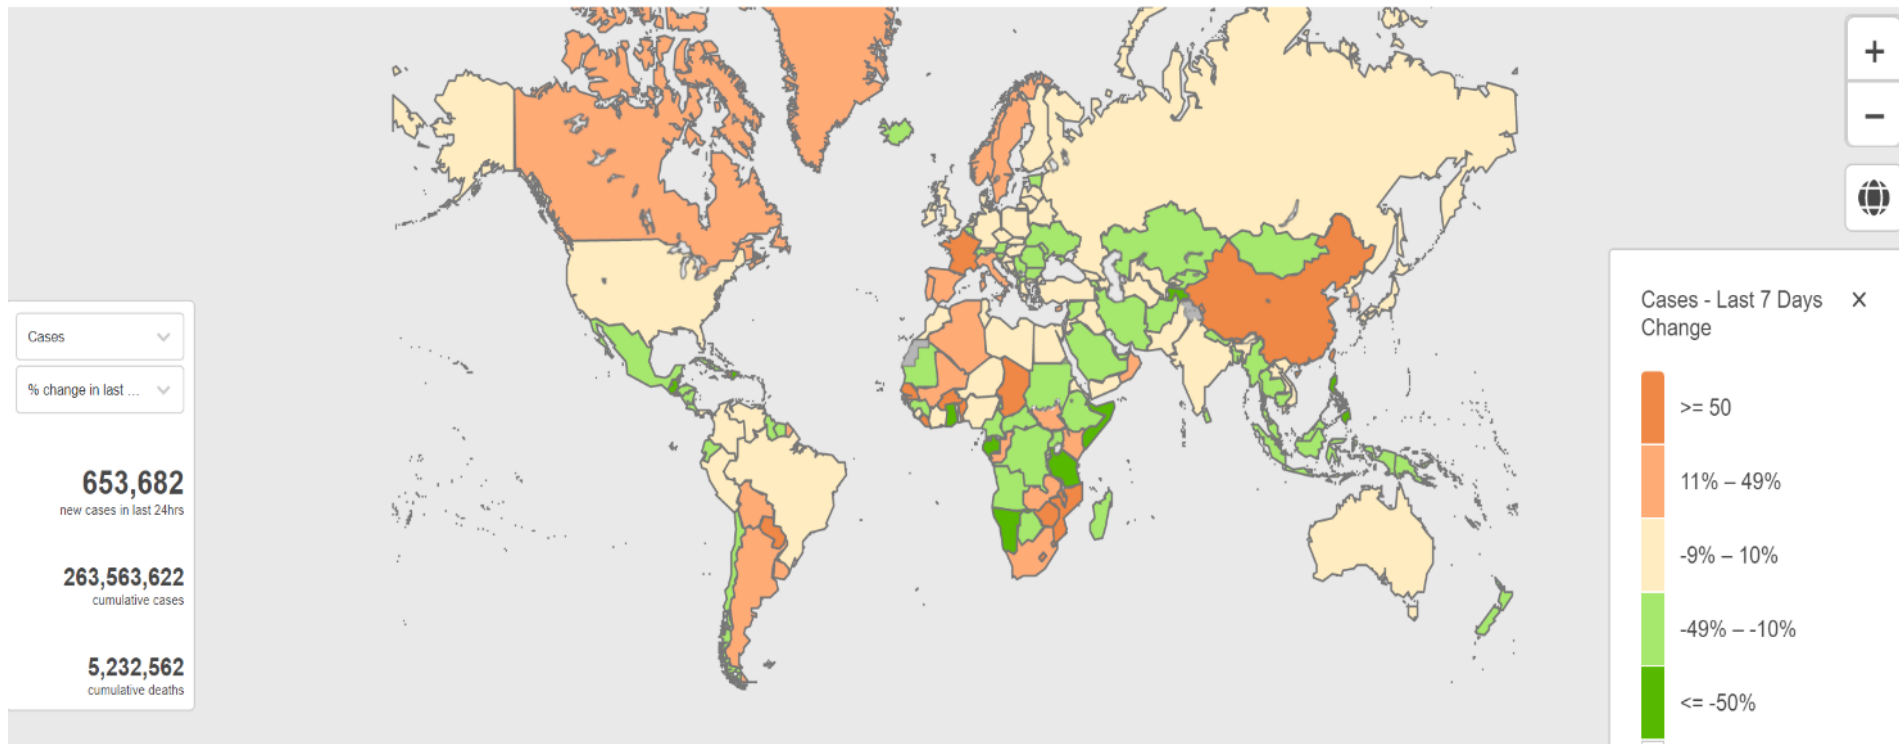 Cases
% change in last ...
653,682
new cases in last 24hrs
263,563,622
cumulative cases
5,232,562
cumulative deaths
+
−
Cases - Last 7 Days
Change
×
>= 50
11% – 49%
-9% – 10%
-49% – -10%
<= -50%